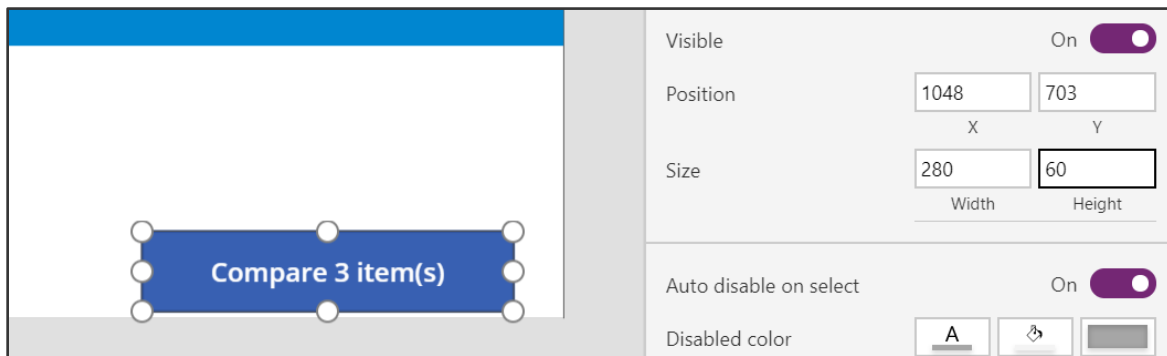 Visible On
Position 1048 703
X Y
Size 280 60
Width Height
Compare 3 item(s)
Auto disable on select On
Disabled color A